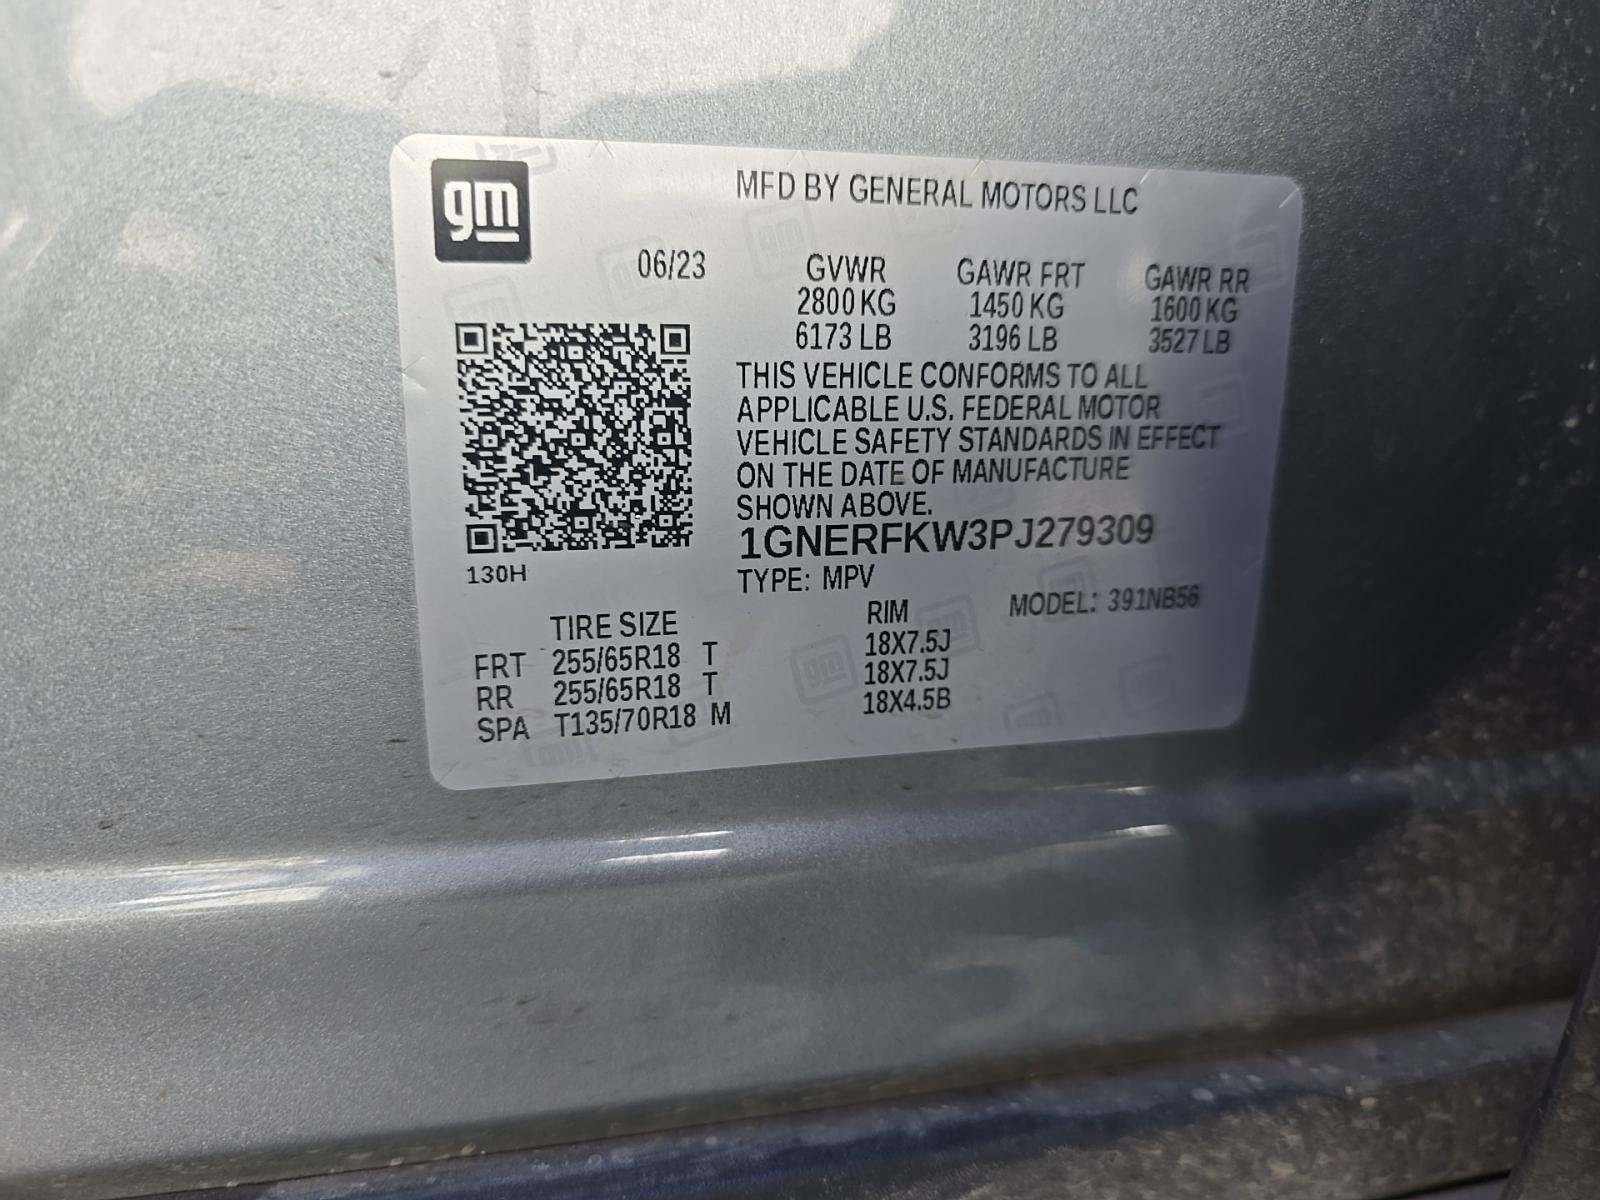 gm
MFD BY GENERAL MOTORS LLC
06/23
GVWR GAWR FRT GAWR RR
2800 KG 1450 KG 1600 KG
6173 LB 3196 LB 3527 LB
THIS VEHICLE CONFORMS TO ALL
APPLICABLE U.S. FEDERAL MOTOR
VEHICLE SAFETY STANDARDS IN EFFECT
ON THE DATE OF MANUFACTURE
SHOWN ABOVE.
1GNERFKW3PJ279309
130H
TYPE: MPV MODEL: 391NB56
TIRE SIZE RIM
FRT 255/65R18 T 18X7.5J
RR 255/65R18 T 18X7.5J
SPA T135/70R18 M 18X4.5B